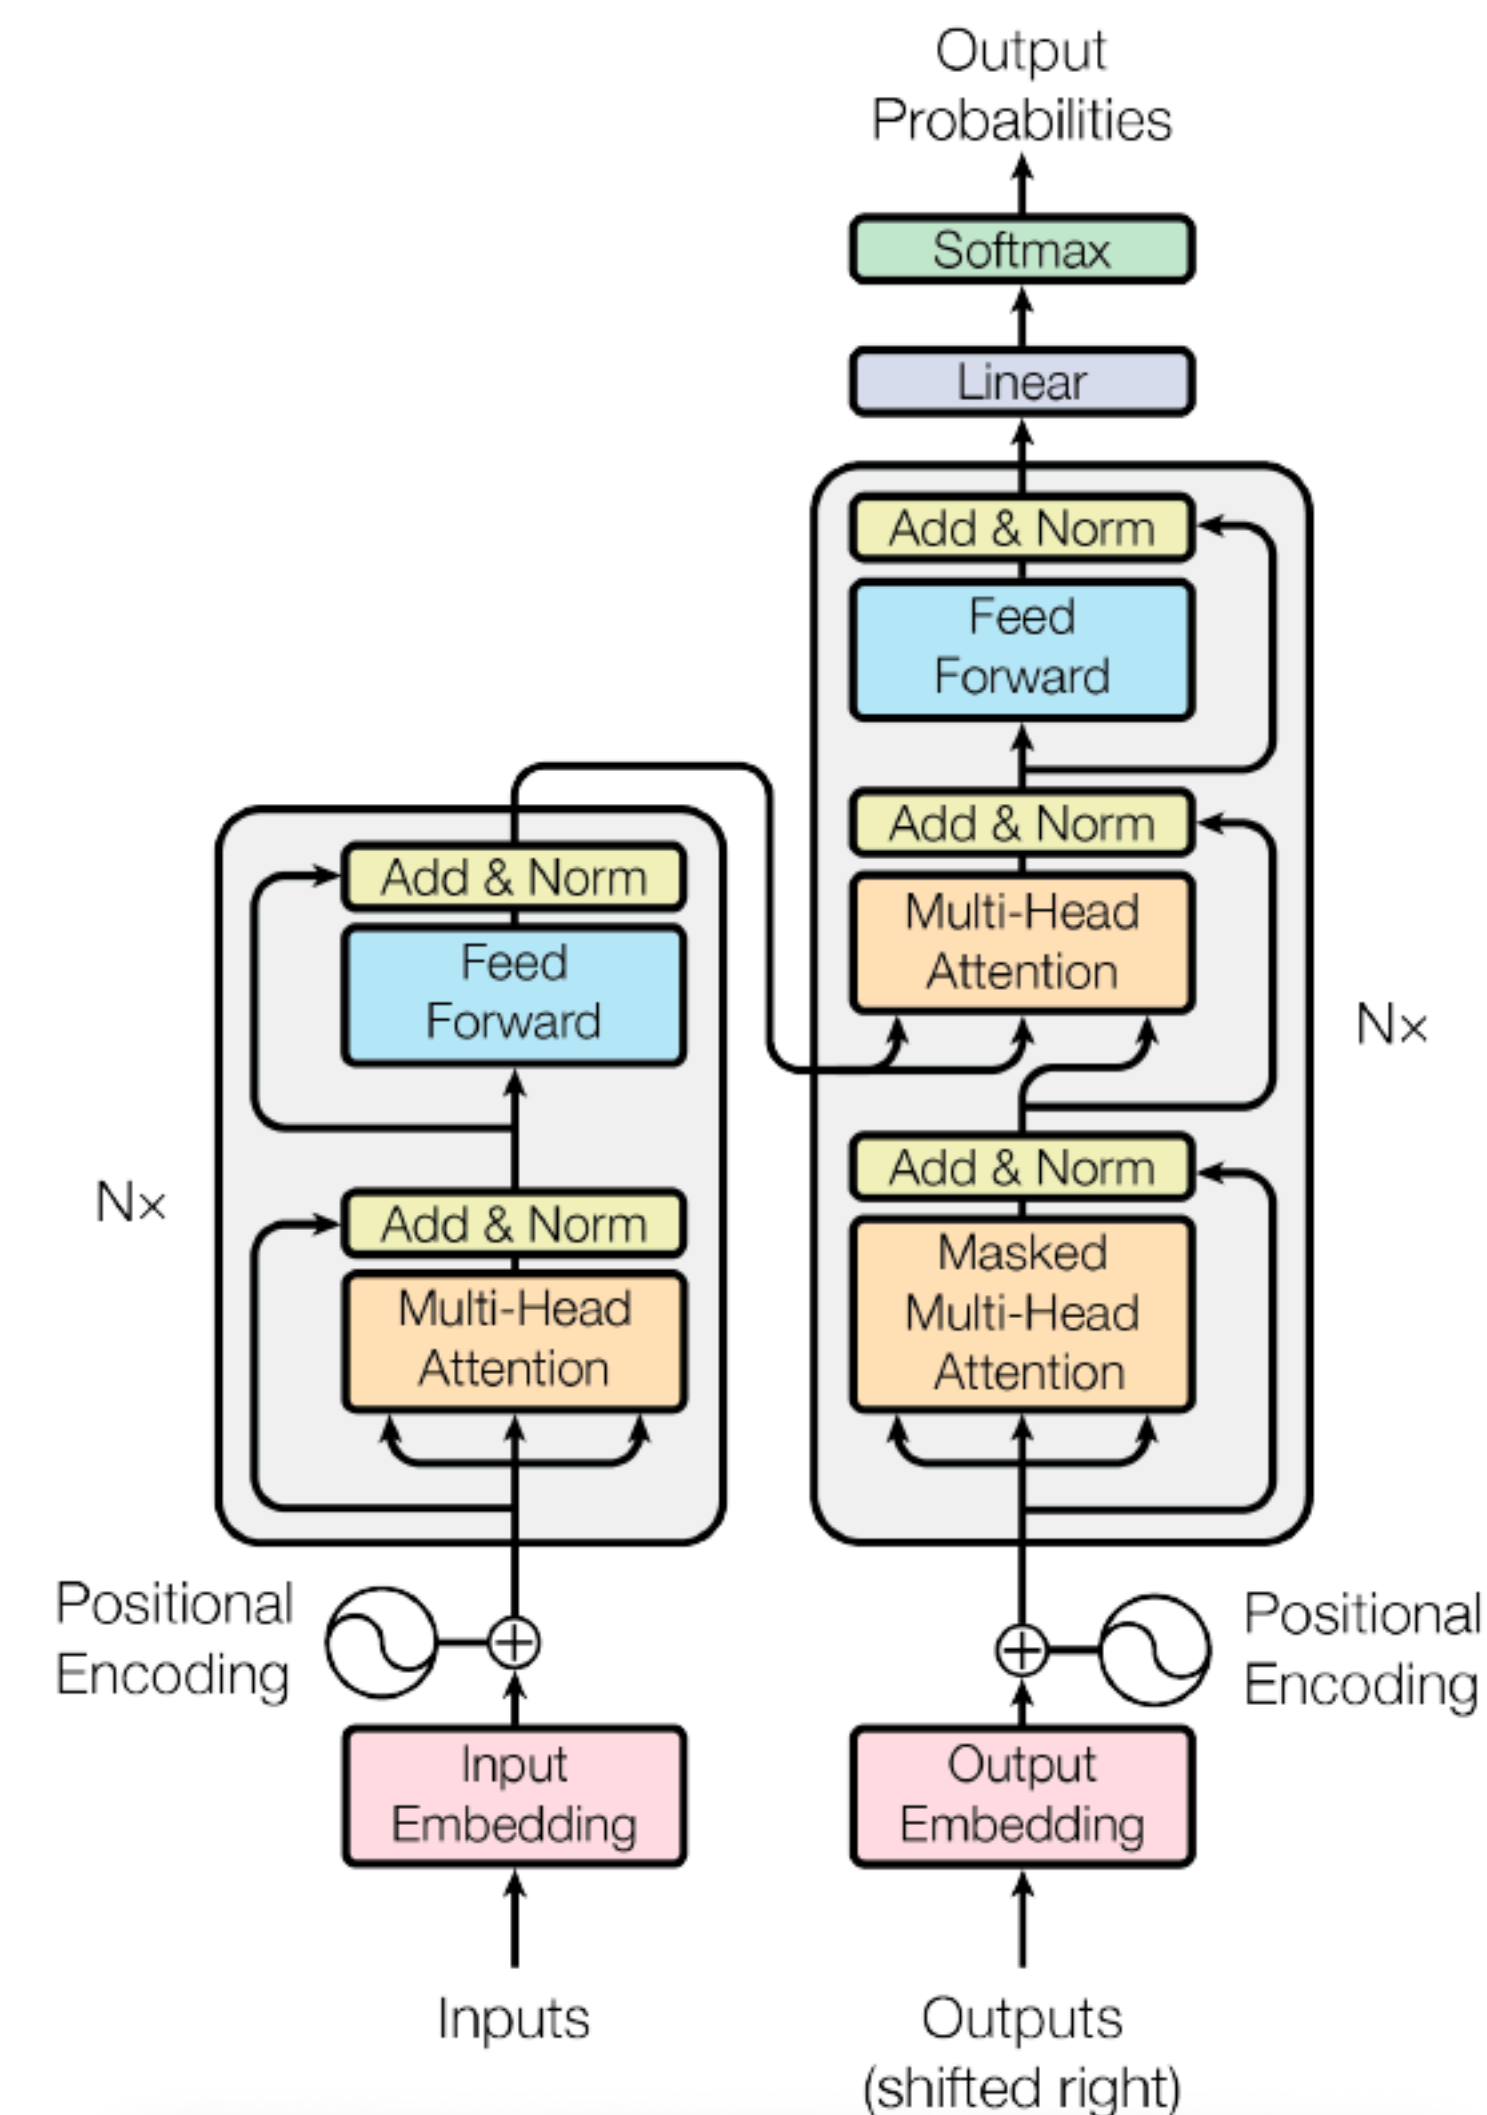 Output
Probabilities
Softmax
Linear
Add & Norm
Feed
Forward
Add & Norm
Multi-Head
Attention
Add & Norm
Masked
Multi-Head
Attention
Nx
Add & Norm
Feed
Forward
Add & Norm
Multi-Head
Attention
Nx
Positional
Encoding
Positional
Encoding
Input
Embedding
Output
Embedding
Inputs
Outputs
(shifted right)